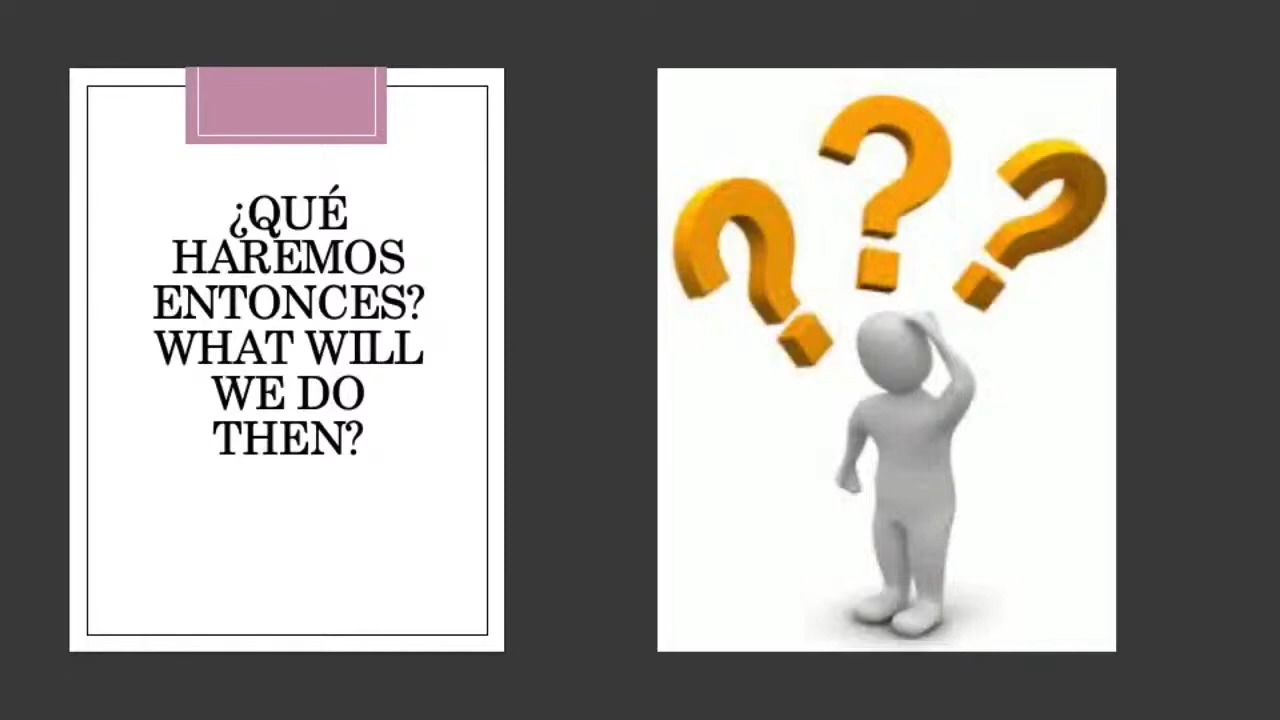 ¿QUÉ
HAREMOS
ENTONCES?
WHAT WILL
WE DO
THEN?